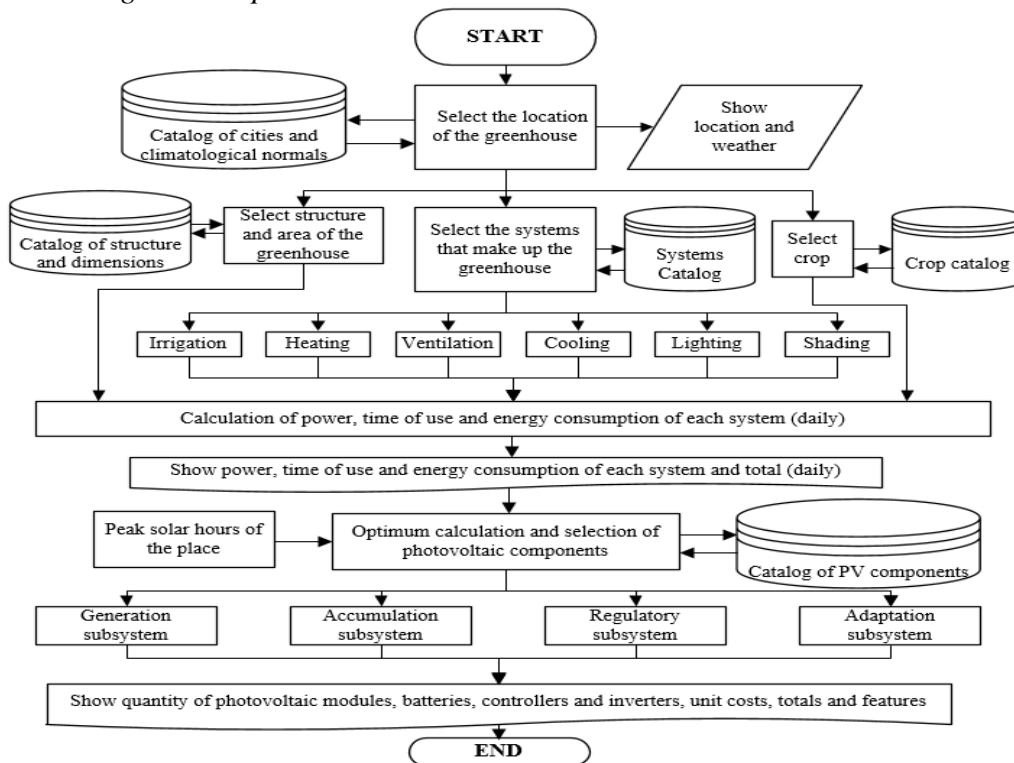 START
Catalog of cities and
climatological normals
Select the location
of the greenhouse
Show
location and
weather
Catalog of structure
and dimensions
Select structure
and area of the
greenhouse
Select the systems
that make up the
greenhouse
Systems
Catalog
Select
crop
Crop catalog
Irrigation
Heating
Ventilation
Cooling
Lighting
Shading
Calculation of power, time of use and energy consumption of each system (daily)
Show power, time of use and energy consumption of each system and total (daily)
Peak solar hours of
the place
Optimum calculation and selection of
photovoltaic components
Catalog of PV components
Generation
subsystem
Accumulation
subsystem
Regulatory
subsystem
Adaptation
subsystem
Show quantity of photovoltaic modules, batteries, controllers and inverters, unit costs, totals and features
END